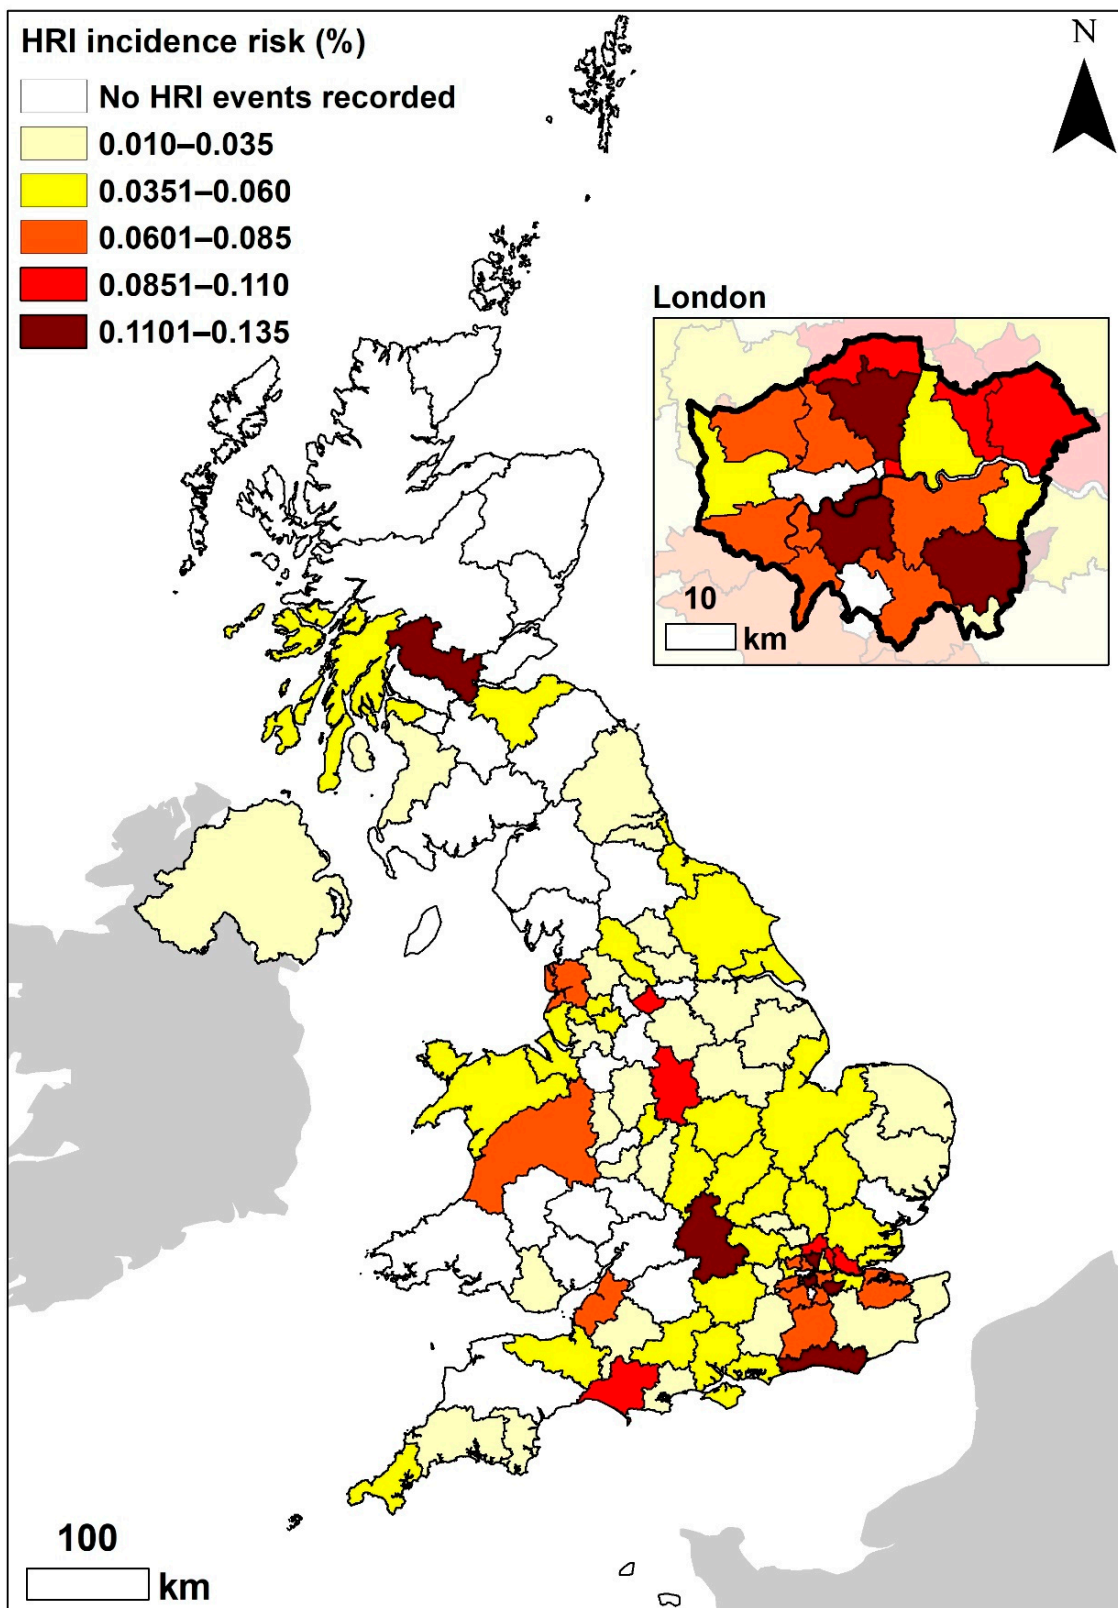 HRI incidence risk (%)
No HRI events recorded
0.010–0.035
0.0351–0.060
0.0601–0.085
0.0851–0.110
0.1101–0.135
N
London
10
km
100
km